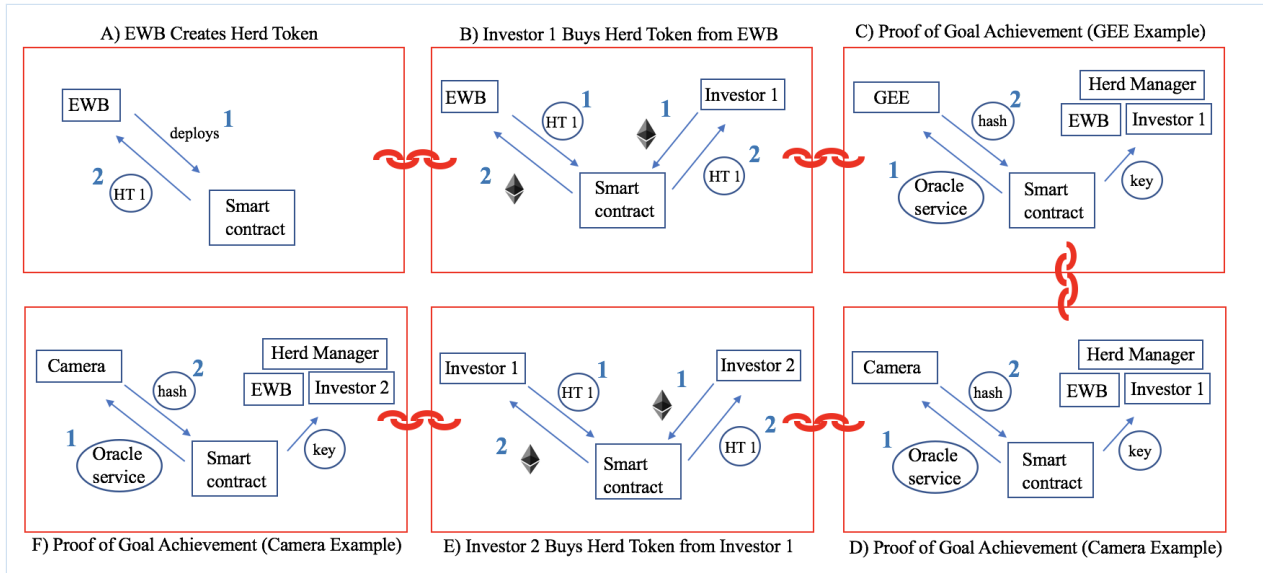 A) EWB Creates Herd Token
EWB
deploys
1
2
HT 1
Smart
contract
B) Investor 1 Buys Herd Token from EWB
EWB
1
HT 1
1
Investor 1
2
2
HT 1
Smart
contract
C) Proof of Goal Achievement (GEE Example)
GEE
2
hash
Herd Manager
EWB
Investor 1
1
Oracle
service
Smart
contract
key
Camera
2
hash
Herd Manager
EWB
Investor 2
1
Oracle
service
Smart
contract
key
F) Proof of Goal Achievement (Camera Example)
Investor 1
1
HT 1
1
Investor 2
2
2
HT 1
Smart
contract
E) Investor 2 Buys Herd Token from Investor 1
Camera
2
hash
Herd Manager
EWB
Investor 1
1
Oracle
service
Smart
contract
key
D) Proof of Goal Achievement (Camera Example)